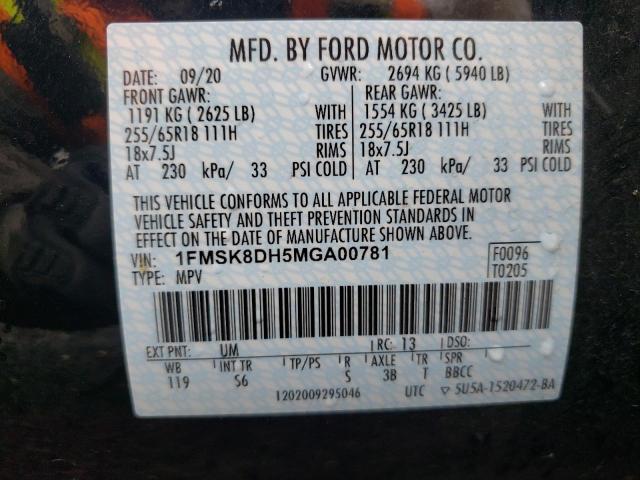 MFD. BY FORD MOTOR CO.
DATE: 09/20 GVWR: 2694 KG ( 5940 LB)
FRONT GAWR: REAR GAWR:
1191 KG ( 2625 LB) WITH 1554 KG ( 3425 LB) WITH
255/65R18 111H TIRES 255/65R18 111H TIRES
18x7.5J RIMS 18x7.5J RIMS
AT 230 kPa/ 33 PSI COLD AT 230 kPa/ 33 PSI COLD
THIS VEHICLE CONFORMS TO ALL APPLICABLE FEDERAL MOTOR
VEHICLE SAFETY AND THEFT PREVENTION STANDARDS IN
EFFECT ON THE DATE OF MANUFACTURE SHOWN ABOVE.
VIN: 1FMSK8DH5MGA00781 F0096
TYPE: MPV T0205
EXT PNT: UM RC: 13 DSO:
WB INT TR TP/PS R AXLE TR SPR
119 S6 S 3B T BBCC
1202009295046 UTC ▽ 5U5A-1520472-BA